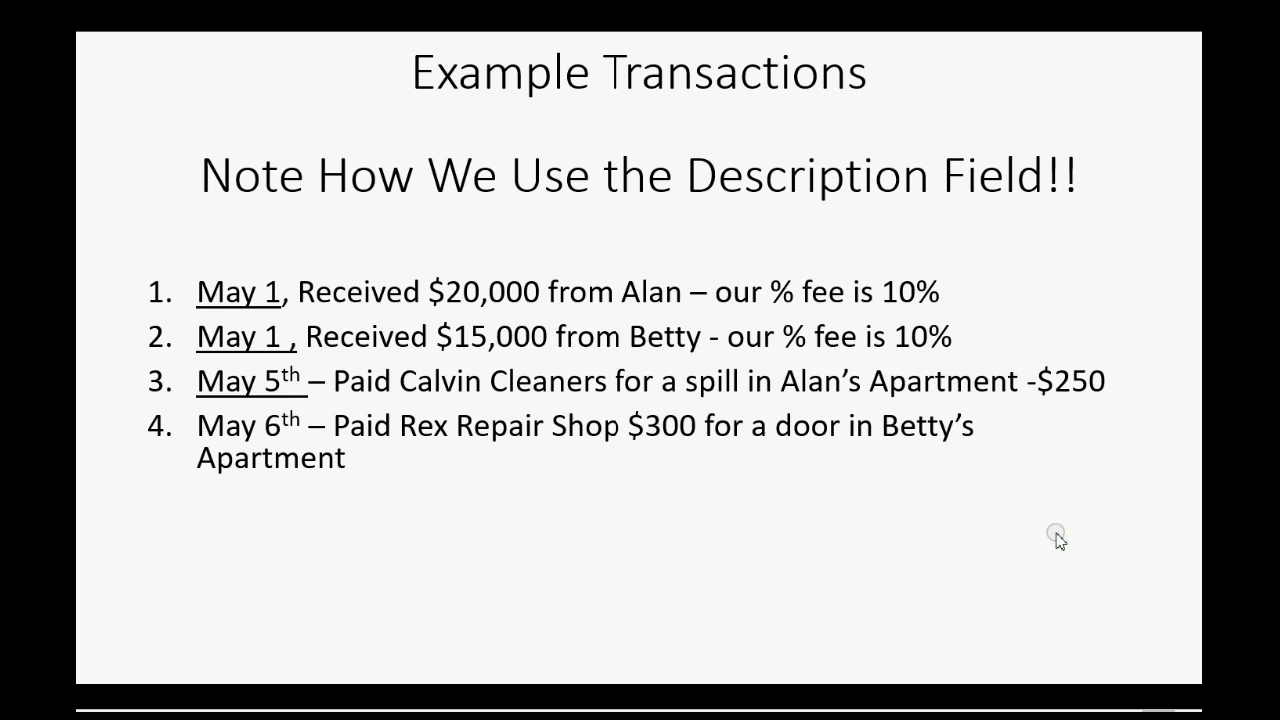 Example Transactions
Note How We Use the Description Field!!
1. May 1, Received $20,000 from Alan – our % fee is 10%
2. May 1 , Received $15,000 from Betty - our % fee is 10%
3. May 5th – Paid Calvin Cleaners for a spill in Alan’s Apartment -$250
4. May 6th – Paid Rex Repair Shop $300 for a door in Betty’s
Apartment